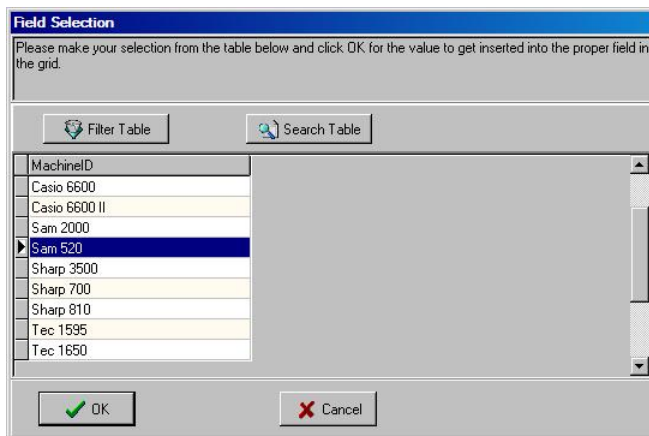 Field Selection
Please make your selection from the table below and click OK for the value to get inserted into the proper field in
the grid.
Filter Table
Search Table
MachineID
Casio 6600
Casio 6600 II
Sam 2000
Sam 520
Sharp 3500
Sharp 700
Sharp 810
Tec 1595
Tec 1650
OK
Cancel